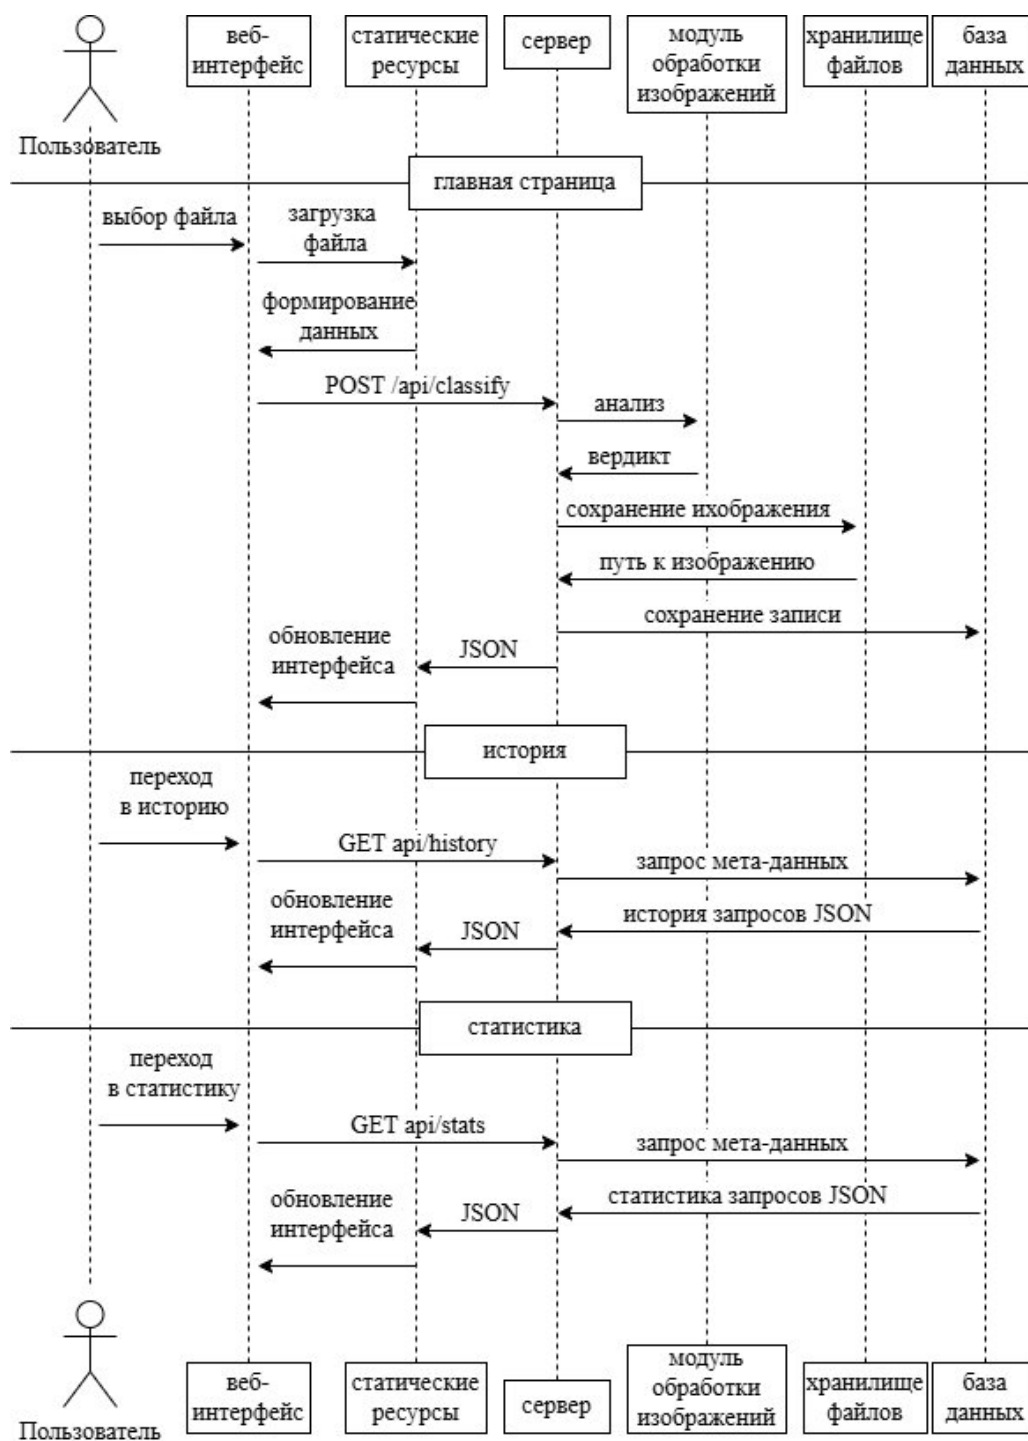 веб-
интерфейс
статические
ресурсы
сервер
модуль
обработки
изображений
хранилище
файлов
база
данных
Пользователь
главная страница
выбор файла
загрузка
файла
формирование
данных
POST /api/classify
анализ
вердикт
сохранение ихображения
путь к изображению
сохранение записи
обновление
интерфейса
JSON
история
переход
в историю
GET api/history
запрос мета-данных
история запросов JSON
обновление
интерфейса
JSON
статистика
переход
в статистику
GET api/stats
запрос мета-данных
статистика запросов JSON
обновление
интерфейса
JSON
веб-
интерфейс
статические
ресурсы
сервер
модуль
обработки
изображений
хранилище
файлов
база
данных
Пользователь